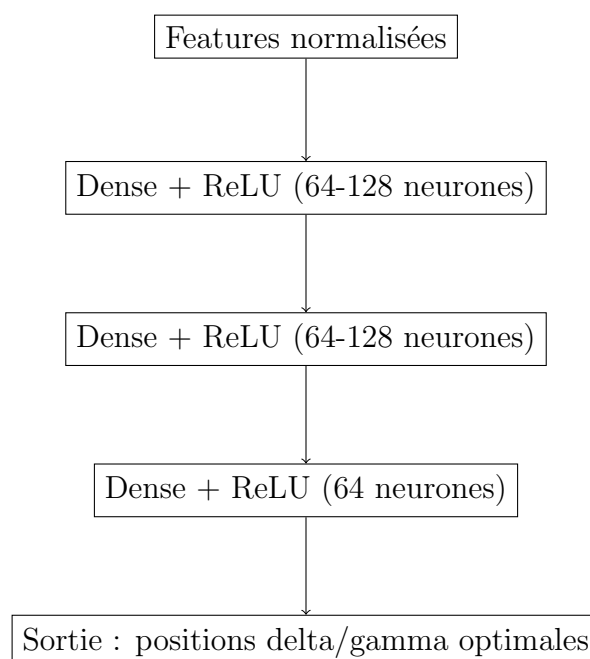 Features normalisées
Dense + ReLU (64-128 neurones)
Dense + ReLU (64-128 neurones)
Dense + ReLU (64 neurones)
Sortie : positions delta/gamma optimales